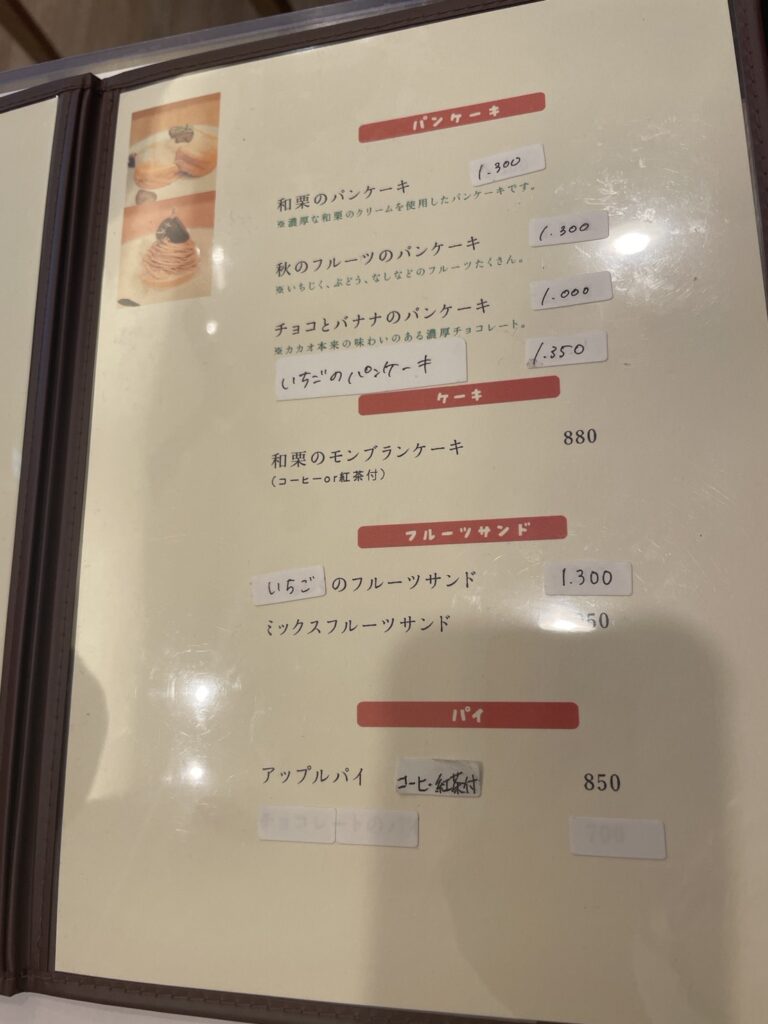 パンケーキ
和栗のパンケーキ 1.300
※濃厚な和栗のクリームを使用したパンケーキです。
秋のフルーツのパンケーキ 1.300
※いちじく、ぶどう、なしなどのフルーツたくさん。
チョコとバナナのパンケーキ 1.000
※カカオ本来の味わいのある濃厚チョコレート。
いちごのパンケーキ 1.350
ケーキ
和栗のモンブランケーキ 880
(コーヒーor紅茶付)
フルーツサンド
いちごのフルーツサンド 1.300
ミックスフルーツサンド
パイ
アップルパイ コーヒ・紅茶付 850